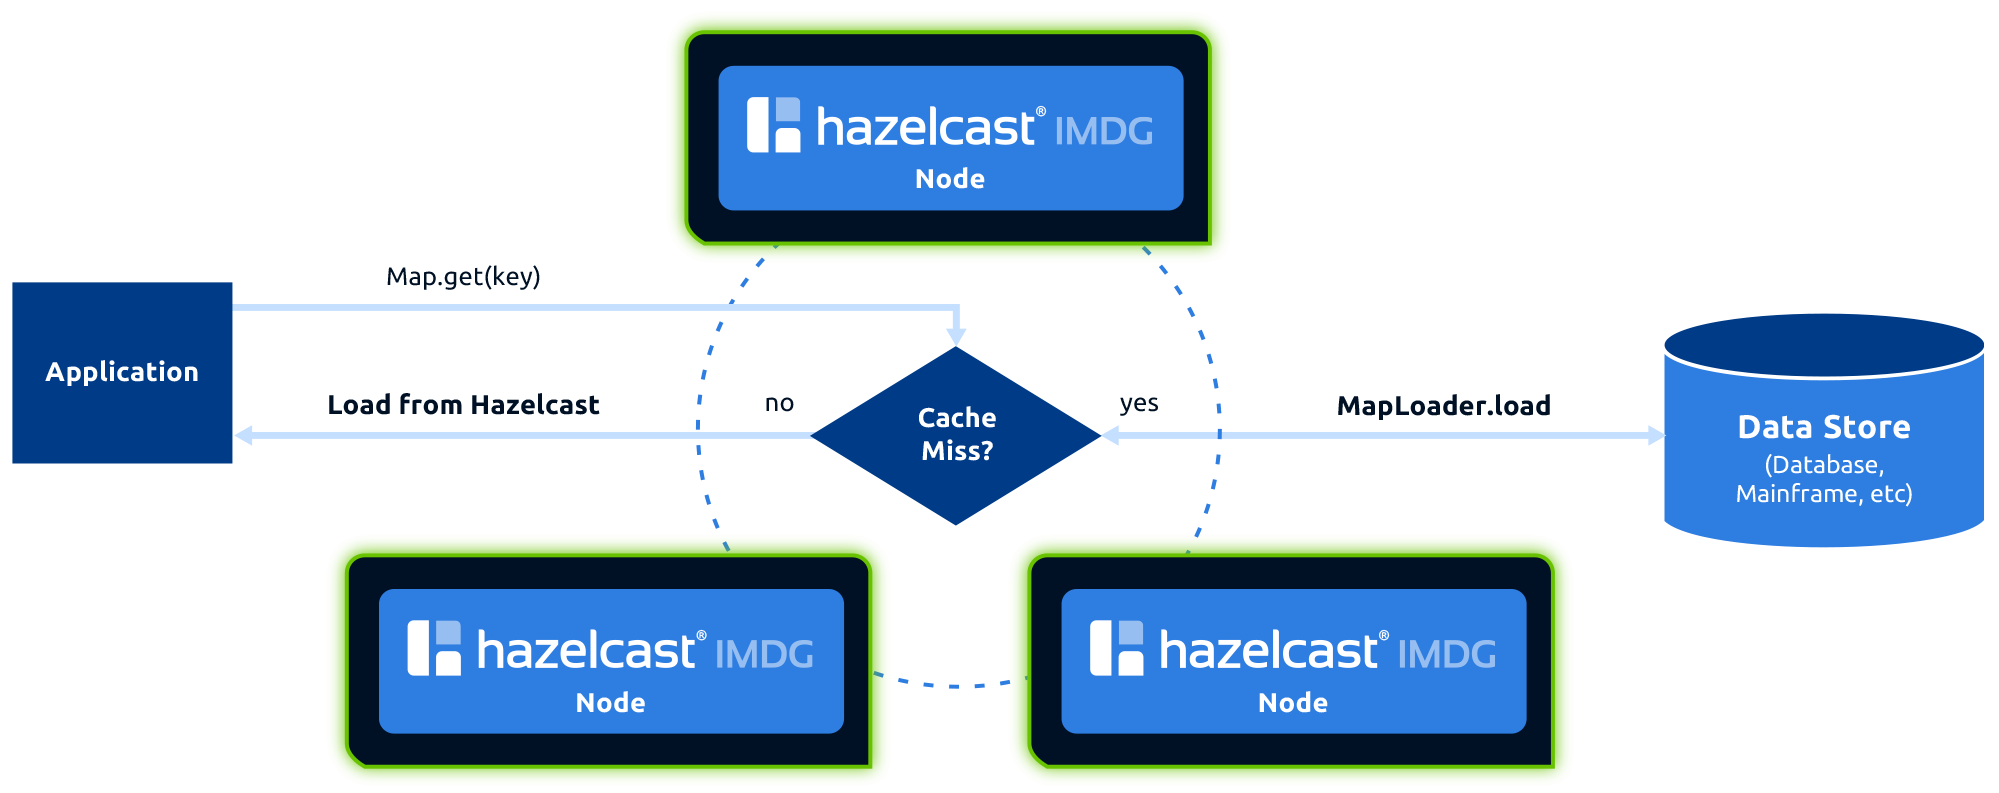 hazelcast® IMDG
Node
Map.get(key)
Application
Load from Hazelcast
no
Cache
Miss?
yes
MapLoader.load
Data Store
(Database,
Mainframe, etc)
hazelcast® IMDG
Node
hazelcast® IMDG
Node